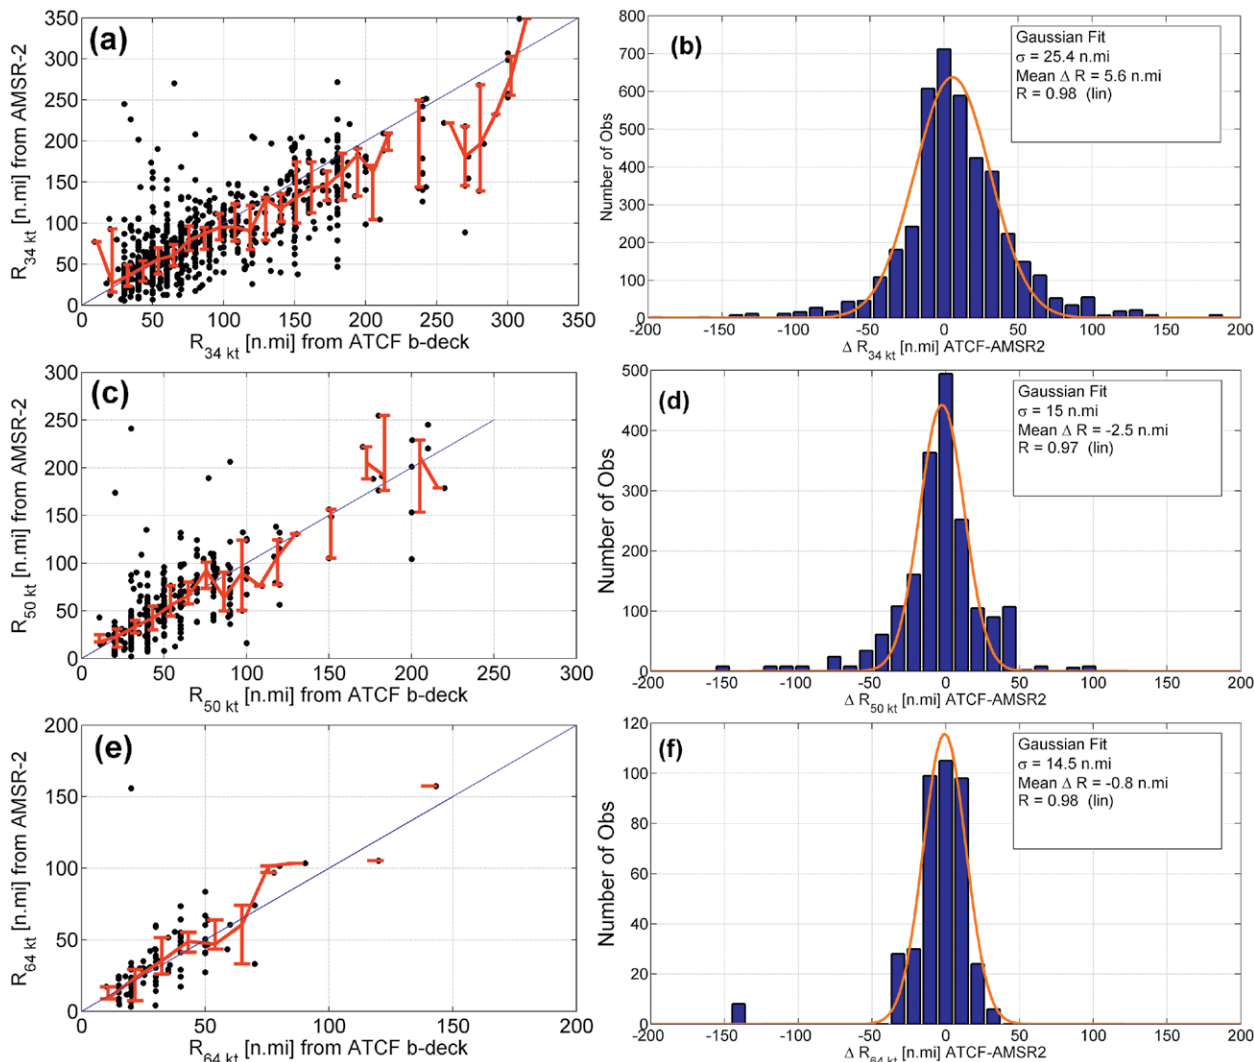 (a)
R34 kt [n.mi] from AMSR-2
350
300
250
200
150
100
50
0
0 50 100 150 200 250 300 350
R34 kt [n.mi] from ATCF b-deck
(b)
Number of Obs
800
700
600
500
400
300
200
100
0
-200 -150 -100 -50 0 50 100 150 200
Δ R34 kt [n.mi] ATCF-AMSR2
Gaussian Fit
σ = 25.4 n.mi
Mean Δ R = 5.6 n.mi
R = 0.98 (lin)
(c)
R50 kt [n.mi] from AMSR-2
300
250
200
150
100
50
0
0 50 100 150 200 250 300
R50 kt [n.mi] from ATCF b-deck
(d)
Number of Obs
500
400
300
200
100
0
-200 -150 -100 -50 0 50 100 150 200
Δ R50 kt [n.mi] ATCF-AMSR2
Gaussian Fit
σ = 15 n.mi
Mean Δ R = -2.5 n.mi
R = 0.97 (lin)
(e)
R64 kt [n.mi] from AMSR-2
200
150
100
50
0
0 50 100 150 200
R64 kt [n.mi] from ATCF b-deck
(f)
Number of Obs
120
100
80
60
40
20
0
-200 -150 -100 -50 0 50 100 150 200
Δ R64 kt [n.mi] ATCF-AMSR2
Gaussian Fit
σ = 14.5 n.mi
Mean Δ R = -0.8 n.mi
R = 0.98 (lin)